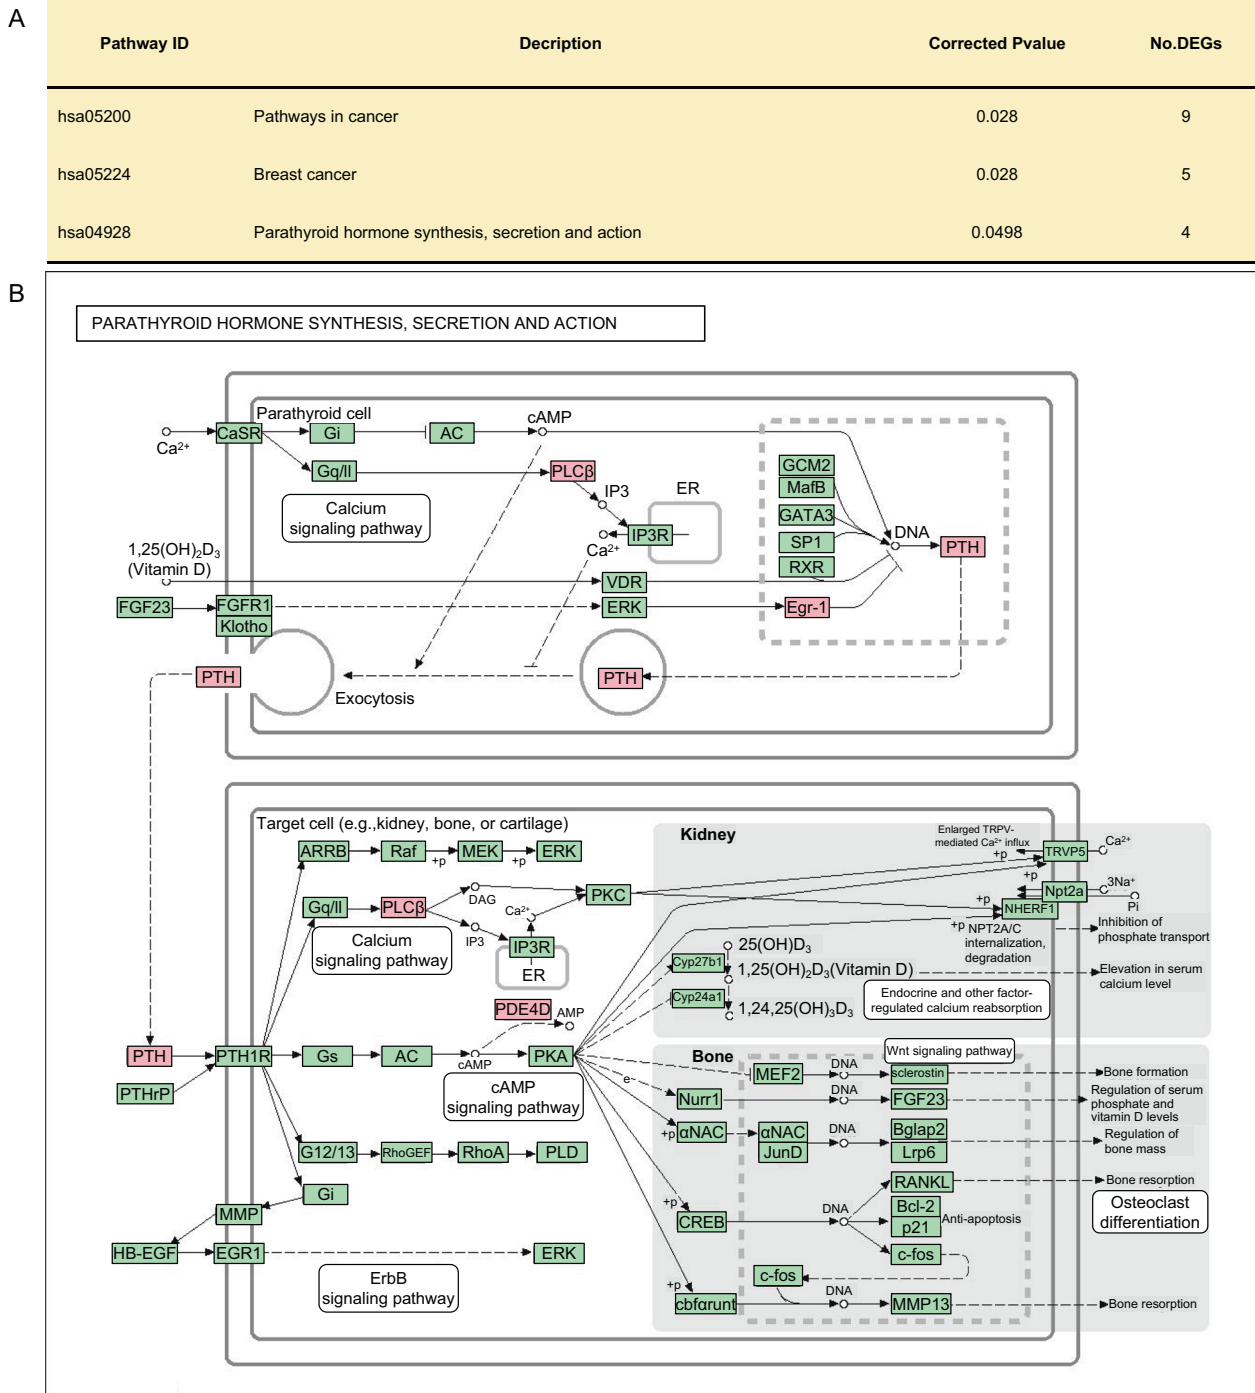 A
Pathway ID Decription Corrected Pvalue No.DEGs
hsa05200 Pathways in cancer 0.028 9
hsa05224 Breast cancer 0.028 5
hsa04928 Parathyroid hormone synthesis, secretion and action 0.0498 4
B
PARATHYROID HORMONE SYNTHESIS, SECRETION AND ACTION
Parathyroid cell
Ca²⁺
CaSR
Gi
AC
cAMP
Gq/ll
PLCβ
IP3
ER
IP3R
Ca²⁺
Calcium
signaling pathway
GCM2
MafB
GATA3
SP1
RXR
DNA
PTH
1,25(OH)₂D₃
(Vitamin D)
VDR
FGF23
FGFR1
Klotho
ERK
Egr-1
PTH
Exocytosis
PTH
Target cell (e.g.,kidney, bone, or cartilage)
ARRB
Raf
+p
MEK
+p
ERK
Gq/ll
PLCβ
DAG
IP3
Ca²⁺
IP3R
ER
PKC
Calcium
signaling pathway
PDE4D
AMP
PTH
PTHrP
PTH1R
Gs
AC
cAMP
PKA
cAMP
signaling pathway
G12/13
RhoGEF
RhoA
PLD
Gi
MMP
HB-EGF
EGR1
ERK
ErbB
signaling pathway
Kidney
Enlarged TRPV-
mediated Ca²⁺ influx
+p
TRVP5
Ca²⁺
+p
Npt2a
3Na⁺
Pi
+p
NHERF1
+p
NPT2A/C
internalization,
degradation
Inhibition of
phosphate transport
Cyp27b1
25(OH)D₃
1,25(OH)₂D₃(Vitamin D)
Elevation in serum
calcium level
Cyp24a1
1,24,25(OH)₃D₃
Endocrine and other factor-
regulated calcium reabsorption
Bone
Wnt signaling pathway
MEF2
DNA
sclerostin
Bone formation
e-
Nurr1
DNA
FGF23
Regulation of serum
phosphate and
vitamin D levels
+p
αNAC
αNAC
JunD
DNA
Bglap2
Lrp6
Regulation of
bone mass
RANKL
Bone resorption
+p
CREB
DNA
Bcl-2
p21
Anti-apoptosis
Osteoclast
differentiation
c-fos
c-fos
+p
cbfαrunt
DNA
MMP13
Bone resorption